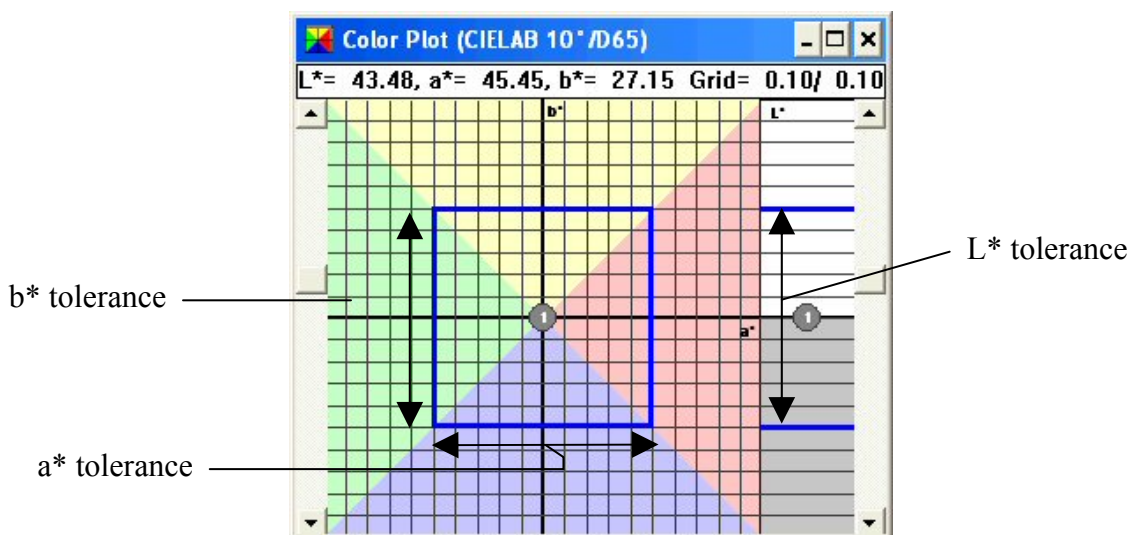 Color Plot (CIELAB 10°/D65)
L*= 43.48, a*= 45.45, b*= 27.15 Grid= 0.10/ 0.10
b*
L*
L* tolerance
b* tolerance
1
1
a*
a* tolerance